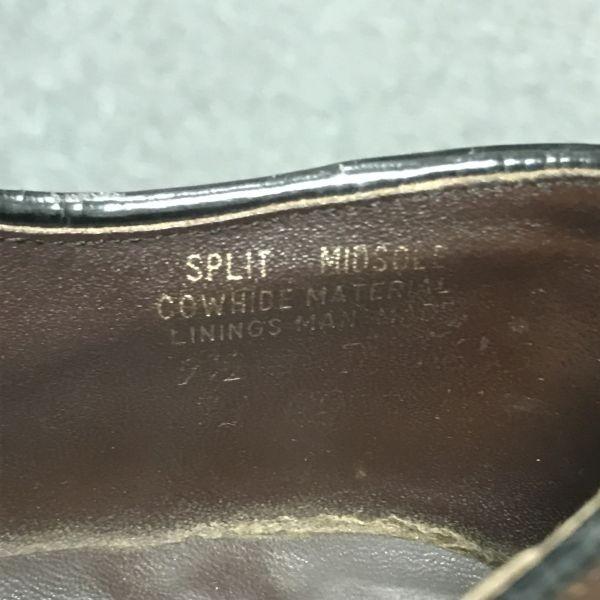 SPLIT MIDSOLE
COWHIDE MATERIAL
LININGS MAN MADE